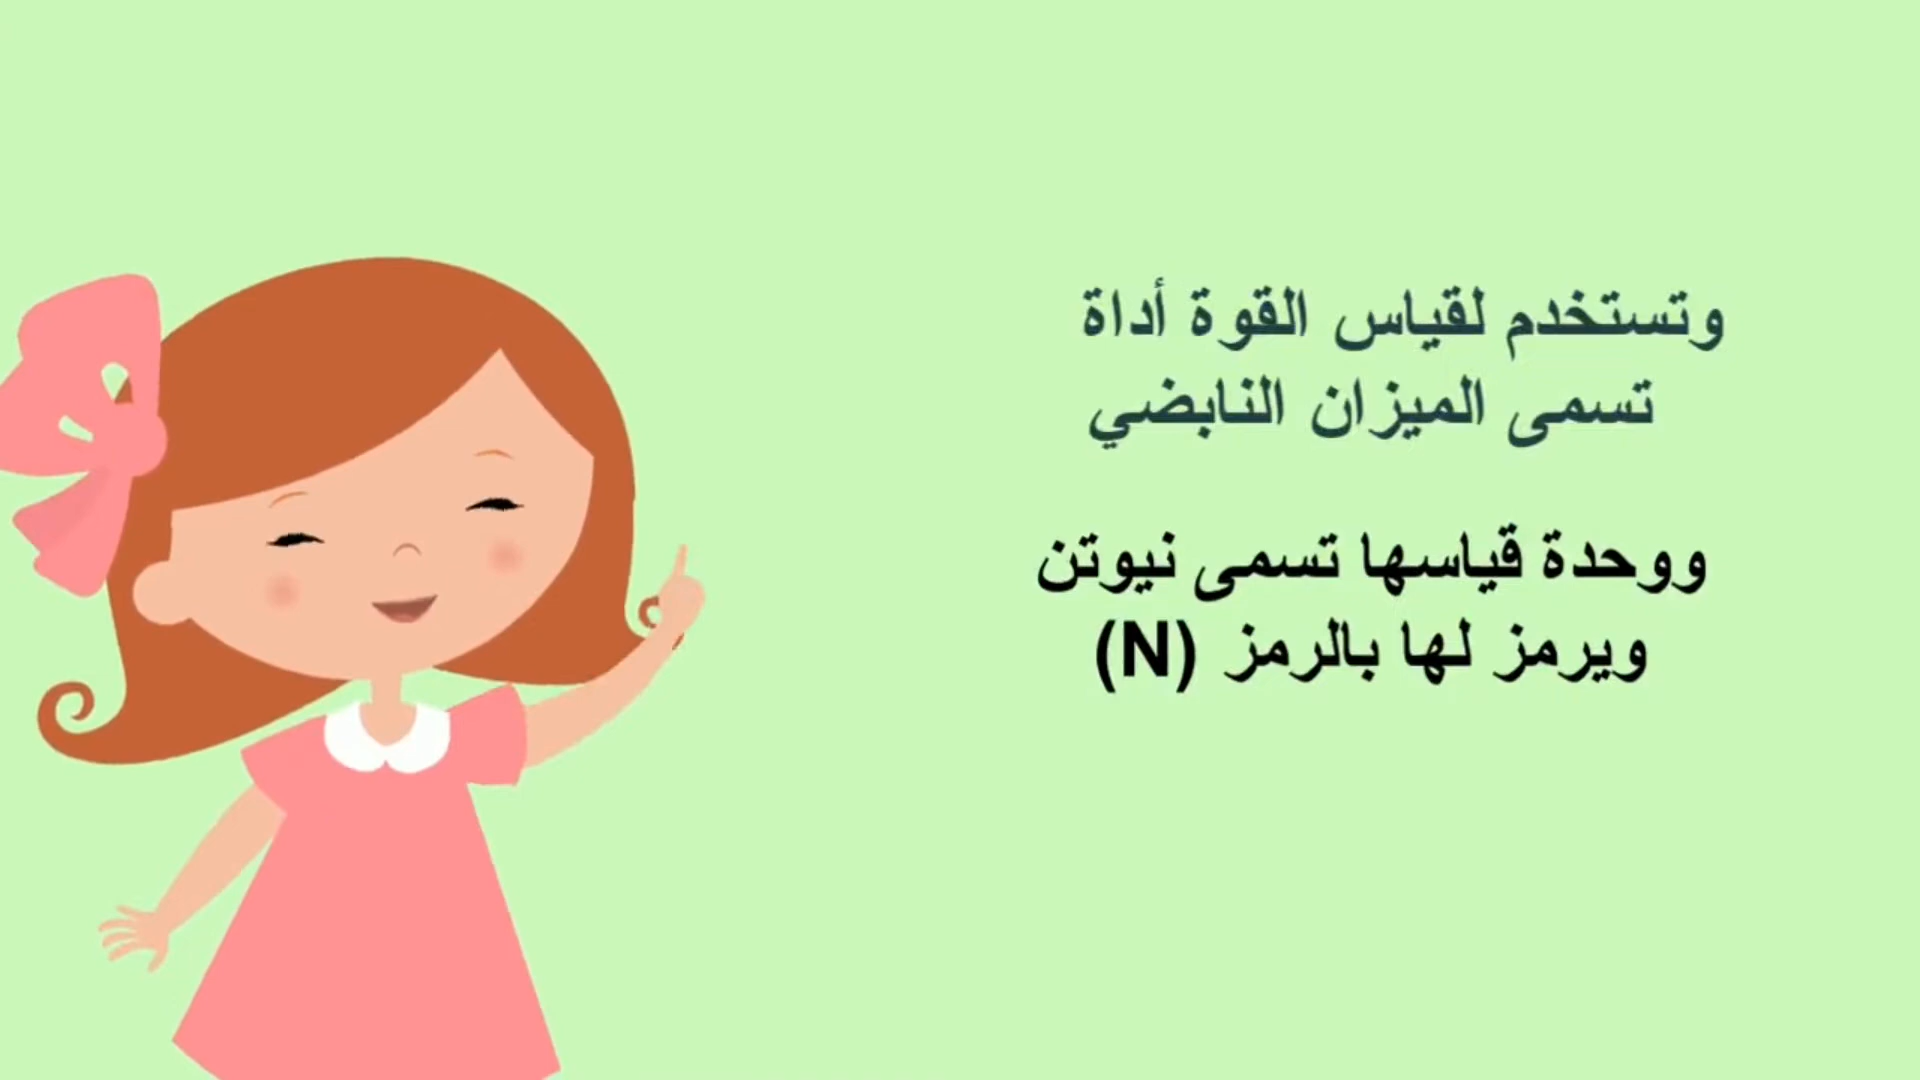 وتستخدم لقياس القوة أداة
تسمى الميزان النابضي
ووحدة قياسها تسمى نيوتن
ويرمز لها بالرمز (N)